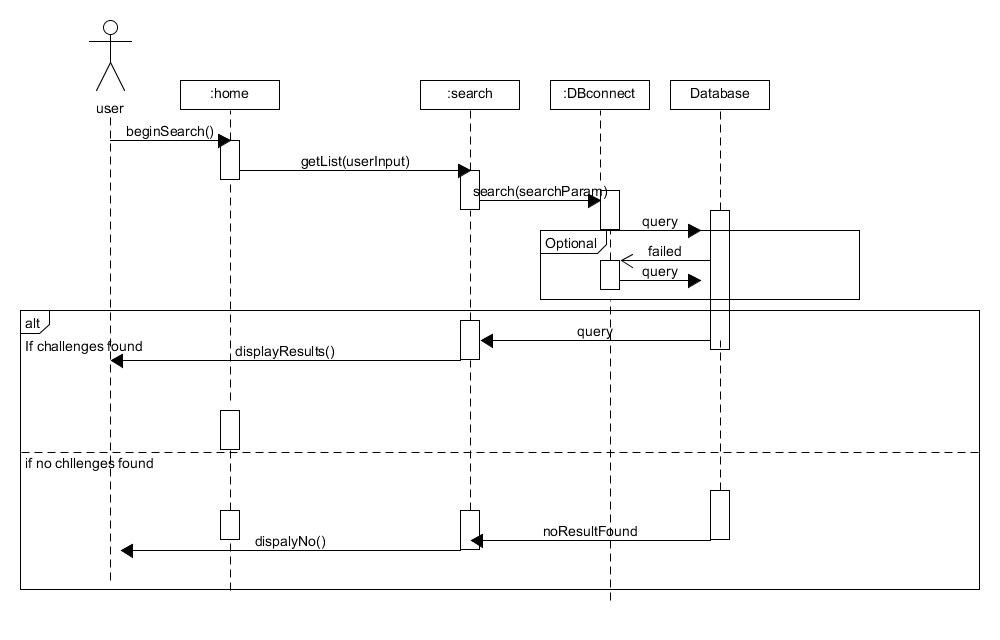 user
:home
:search
:DBconnect
Database
beginSearch()
getList(userInput)
search(searchParam)
query
Optional
failed
query
alt
query
If challenges found
displayResults()
if no chllenges found
noResultFound
dispalyNo()